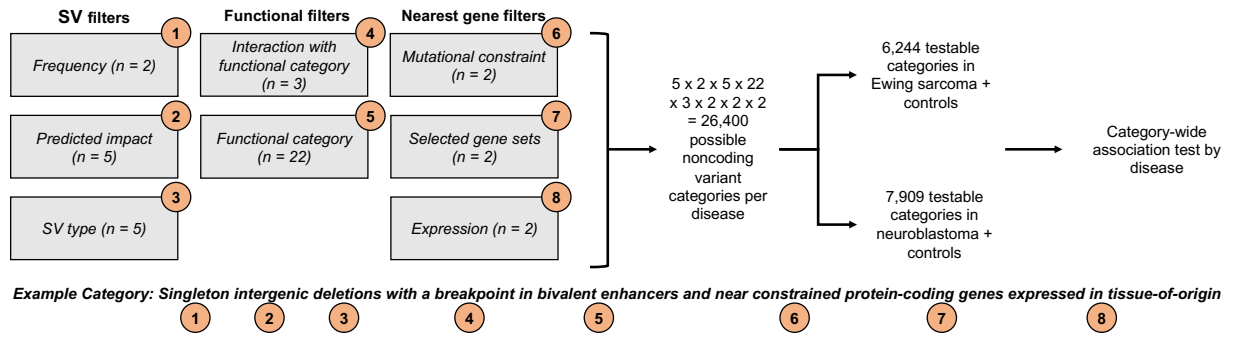 SV filters
Functional filters
Nearest gene filters
1
Frequency (n = 2)
2
Predicted impact
(n = 5)
3
SV type (n = 5)
4
Interaction with
functional category
(n = 3)
5
Functional category
(n = 22)
6
Mutational constraint
(n = 2)
7
Selected gene sets
(n = 2)
8
Expression (n = 2)
5 x 2 x 5 x 22
x 3 x 2 x 2 x 2
= 26,400
possible
noncoding
variant
categories per
disease
6,244 testable
categories in
Ewing sarcoma +
controls
7,909 testable
categories in
neuroblastoma +
controls
Category-wide
association test by
disease
Example Category: Singleton intergenic deletions with a breakpoint in bivalent enhancers and near constrained protein-coding genes expressed in tissue-of-origin
1 2 3 4 5 6 7 8